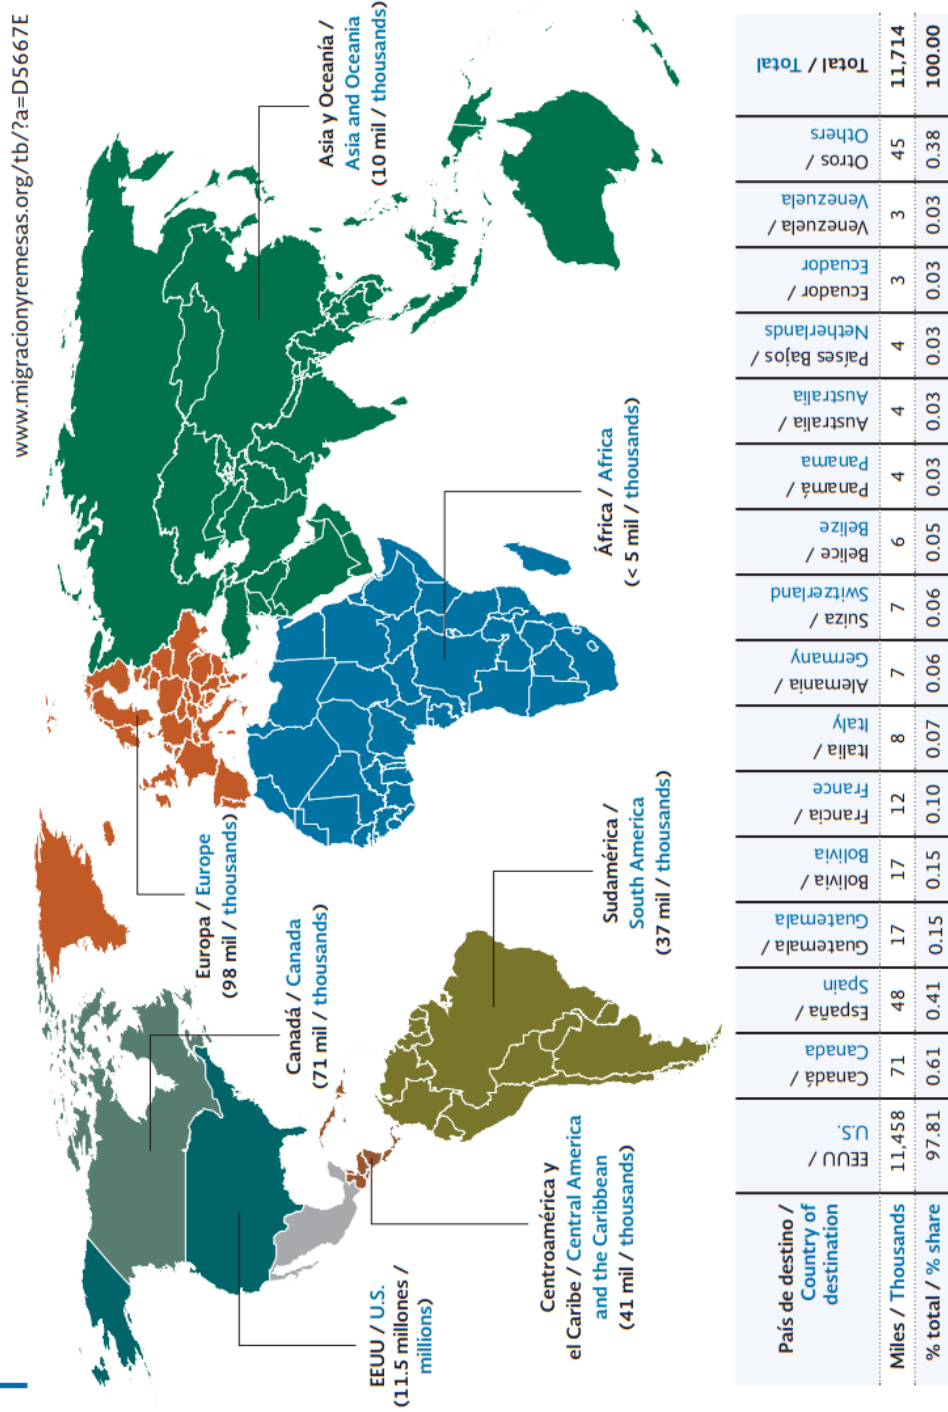 www.migracionyremesas.org/tb/?a=D5667E
Asia y Oceanía /
Asia and Oceania
(10 mil / thousands)
Europa / Europe
(98 mil / thousands)
Canadá / Canada
(71 mil / thousands)
África / Africa
(< 5 mil / thousands)
EEUU / U.S.
(11.5 millones /
millions)
Centroamérica y
el Caribe / Central America
and the Caribbean
(41 mil / thousands)
Sudamérica /
South America
(37 mil / thousands)
País de destino /
Country of
destination
EEUU /
U.S.
Canadá /
Canada
España /
Spain
Guatemala /
Guatemala
Bolivia /
Bolivia
Francia /
France
Italia /
Italy
Alemania /
Germany
Suiza /
Switzerland
Belice /
Belize
Panamá /
Panama
Australia /
Australia
Países Bajos /
Netherlands
Ecuador /
Ecuador
Venezuela /
Venezuela
Otros /
Others
Total / Total
Miles / Thousands 11,458 71 48 17 17 12 8 7 7 6 4 4 4 3 3 45 11,714
% total / % share 97.81 0.61 0.41 0.15 0.15 0.10 0.07 0.06 0.06 0.05 0.03 0.03 0.03 0.03 0.03 0.38 100.00